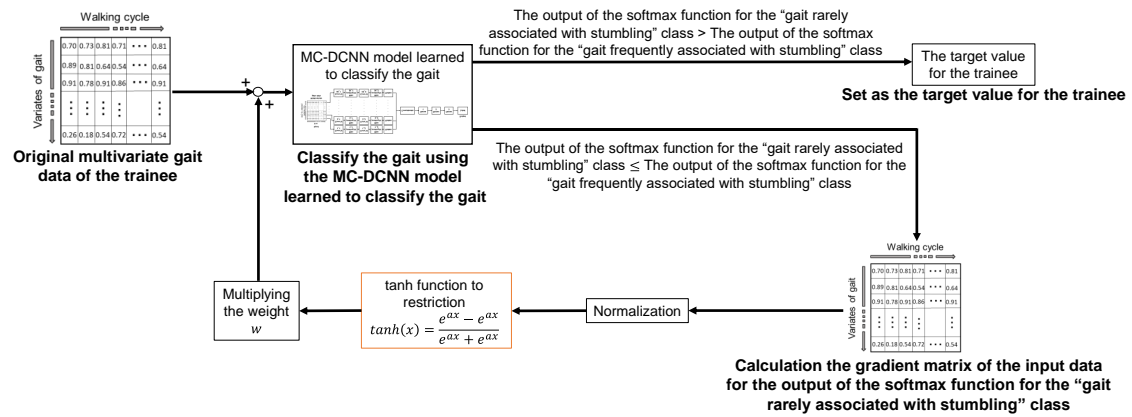 Walking cycle
Variates of gait
0.70 0.73 0.81 0.71 ••• 0.81
0.89 0.81 0.64 0.54 ••• 0.64
0.91 0.78 0.91 0.86 ••• 0.91
0.26 0.18 0.54 0.72 ••• 0.54
Original multivariate gait
data of the trainee
+
+
MC-DCNN model learned
to classify the gait
Classify the gait using
the MC-DCNN model
learned to classify the gait
The output of the softmax function for the “gait rarely
associated with stumbling” class > The output of the softmax
function for the “gait frequently associated with stumbling” class
The target value
for the trainee
Set as the target value for the trainee
The output of the softmax function for the “gait rarely associated
with stumbling” class ≤ The output of the softmax function for the
“gait frequently associated with stumbling” class
Walking cycle
Variates of gait
0.70 0.73 0.81 0.71 ••• 0.81
0.89 0.81 0.64 0.54 ••• 0.64
0.91 0.78 0.91 0.86 ••• 0.91
0.26 0.18 0.54 0.72 ••• 0.54
Calculation the gradient matrix of the input data
for the output of the softmax function for the “gait
rarely associated with stumbling” class
Normalization
tanh function to
restriction
tanh(x) = (e^{ax} − e^{ax}) / (e^{ax} + e^{ax})
Multiplying
the weight
w